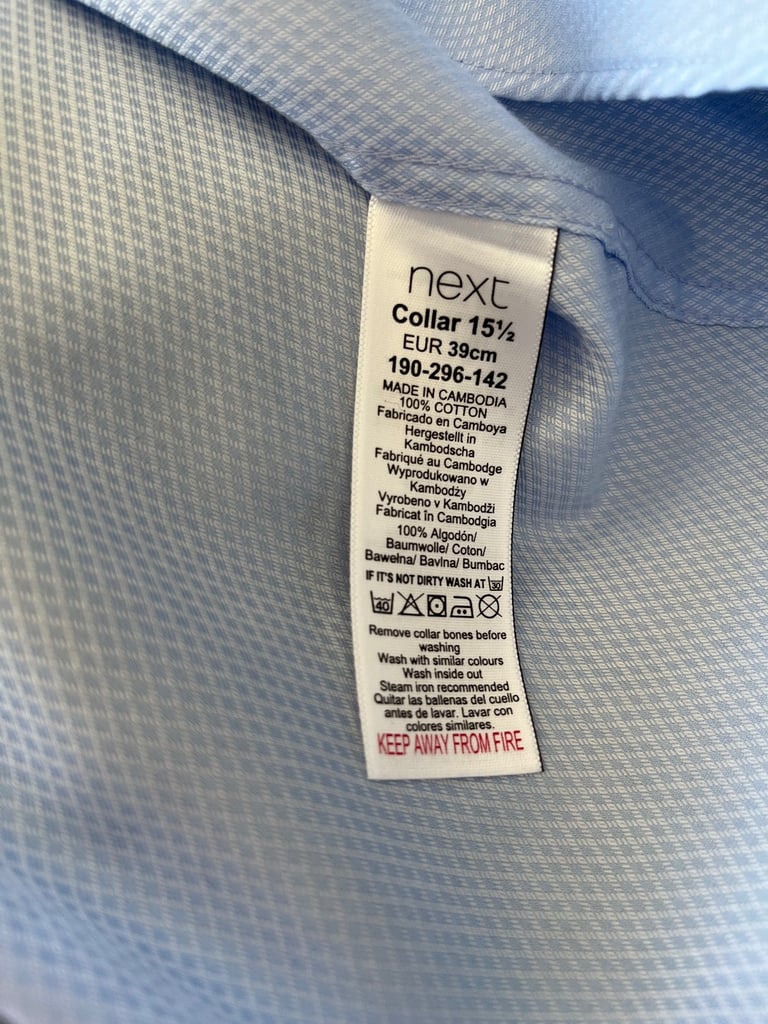 next
Collar 15½
EUR 39cm
190-296-142
MADE IN CAMBODIA
100% COTTON
Fabricado en Camboya
Hergestellt in
Kambodscha
Fabriqué au Cambodge
Wyprodukowano w
Kambodży
Vyrobeno v Kambodži
Fabricat în Cambodgia
100% Algodón/
Baumwolle/ Coton/
Bawełna/ Bavlna/ Bumbac
IF IT'S NOT DIRTY WASH AT 30
40
Remove collar bones before
washing
Wash with similar colours
Wash inside out
Steam iron recommended
Quitar las ballenas del cuello
antes de lavar. Lavar con
colores similares.
KEEP AWAY FROM FIRE